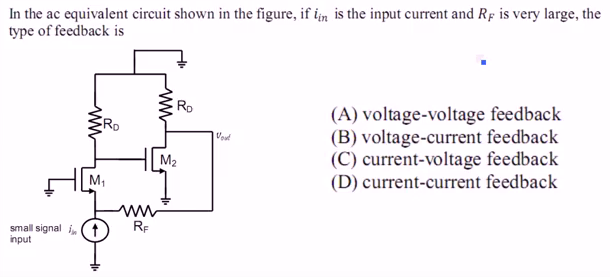 In the ac equivalent circuit shown in the figure, if i_in is the input current and R_F is very large, the
type of feedback is
R_D
R_D
v_out
M_2
M_1
R_F
small signal i_in
input
(A) voltage-voltage feedback
(B) voltage-current feedback
(C) current-voltage feedback
(D) current-current feedback